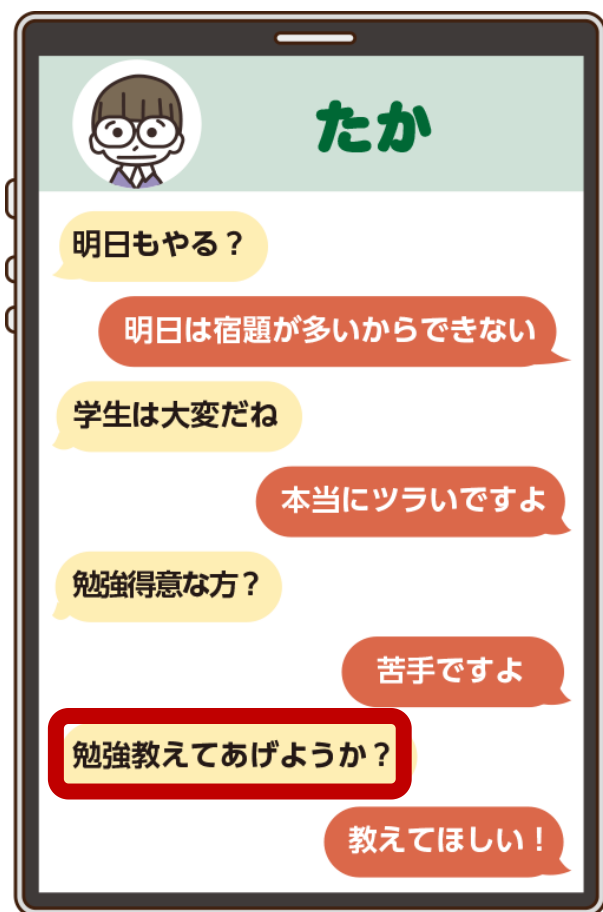 たか
明日もやる？
明日は宿題が多いからできない
学生は大変だね
本当にツラいですよ
勉強得意な方？
苦手ですよ
勉強教えてあげようか？
教えてほしい！